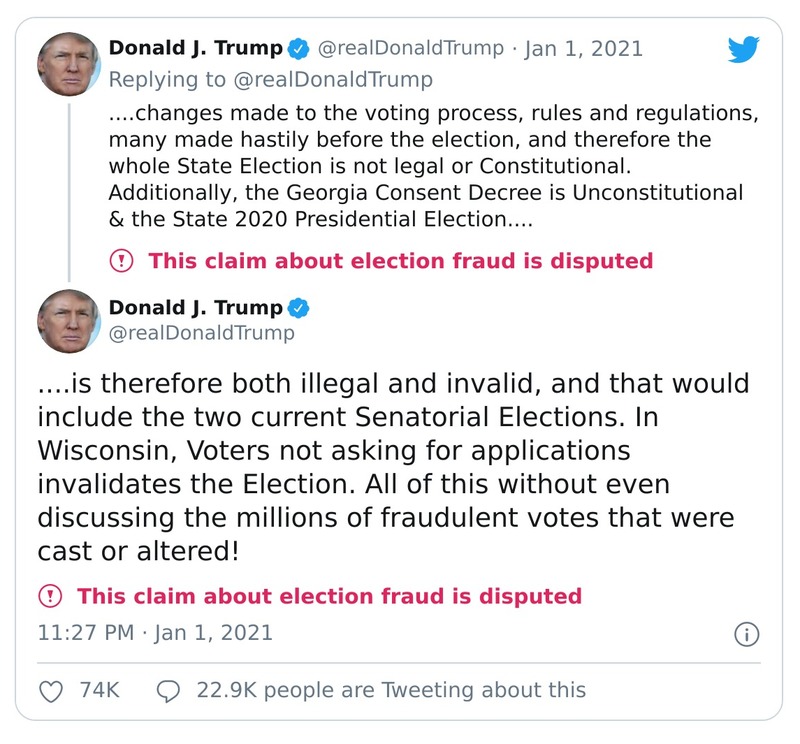 Donald J. Trump @realDonaldTrump · Jan 1, 2021
Replying to @realDonaldTrump
....changes made to the voting process, rules and regulations,
many made hastily before the election, and therefore the
whole State Election is not legal or Constitutional.
Additionally, the Georgia Consent Decree is Unconstitutional
& the State 2020 Presidential Election....
This claim about election fraud is disputed
Donald J. Trump
@realDonaldTrump
....is therefore both illegal and invalid, and that would
include the two current Senatorial Elections. In
Wisconsin, Voters not asking for applications
invalidates the Election. All of this without even
discussing the millions of fraudulent votes that were
cast or altered!
This claim about election fraud is disputed
11:27 PM · Jan 1, 2021
74K 22.9K people are Tweeting about this